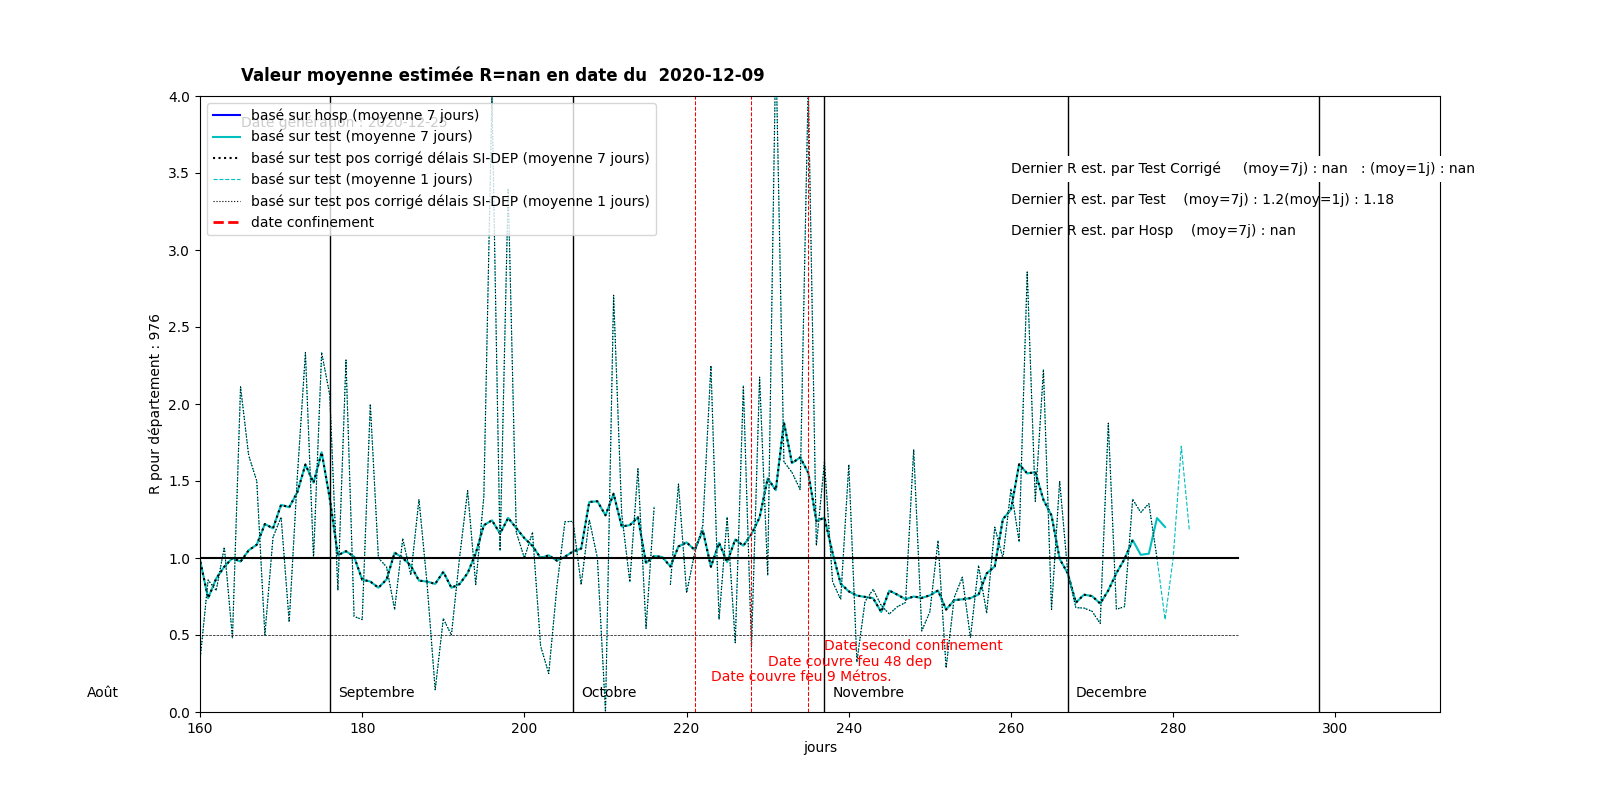 Valeur moyenne estimée R=nan en date du  2020-12-09
basé sur hosp (moyenne 7 jours)
basé sur test (moyenne 7 jours)
basé sur test pos corrigé délais SI-DEP (moyenne 7 jours)
basé sur test (moyenne 1 jours)
basé sur test pos corrigé délais SI-DEP (moyenne 1 jours)
date confinement
Dernier R est. par Test Corrigé     (moy=7j) : nan   : (moy=1j) : nan
Dernier R est. par Test    (moy=7j) : 1.2(moy=1j) : 1.18
Dernier R est. par Hosp    (moy=7j) : nan
4.0
3.5
3.0
2.5
2.0
1.5
1.0
0.5
0.0
R pour département : 976
Date second confinement
Date couvre feu 48 dep
Date couvre feu 9 Métros.
Août
Septembre
Octobre
Novembre
Decembre
160
180
200
220
240
260
280
300
jours